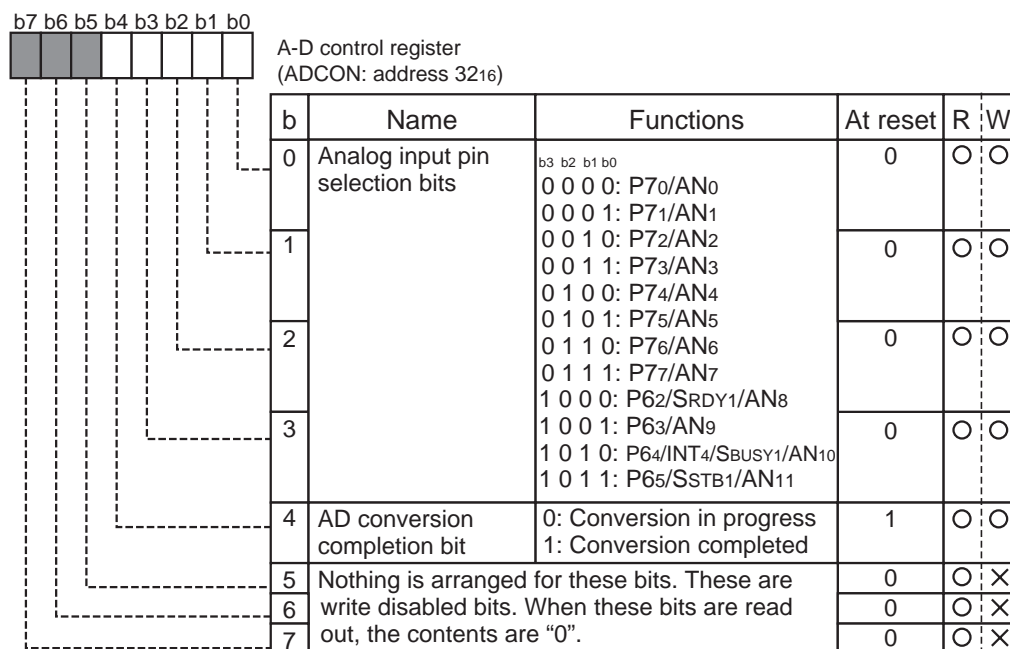 b7 b6 b5 b4 b3 b2 b1 b0
A-D control register
(ADCON: address 3216)
b Name Functions At reset R W
0 Analog input pin selection bits 0 O O
b3 b2 b1 b0
0 0 0 0: P70/AN0
0 0 0 1: P71/AN1
0 0 1 0: P72/AN2
1 0 O O
0 0 1 1: P73/AN3
0 1 0 0: P74/AN4
0 1 0 1: P75/AN5
2 0 O O
0 1 1 0: P76/AN6
0 1 1 1: P77/AN7
1 0 0 0: P62/SRDY1/AN8
3 0 O O
1 0 0 1: P63/AN9
1 0 1 0: P64/INT4/SBUSY1/AN10
1 0 1 1: P65/SSTB1/AN11
4 AD conversion completion bit 1 O O
0: Conversion in progress
1: Conversion completed
5 Nothing is arranged for these bits. These are 0 O ×
6 write disabled bits. When these bits are read 0 O ×
7 out, the contents are “0”. 0 O ×